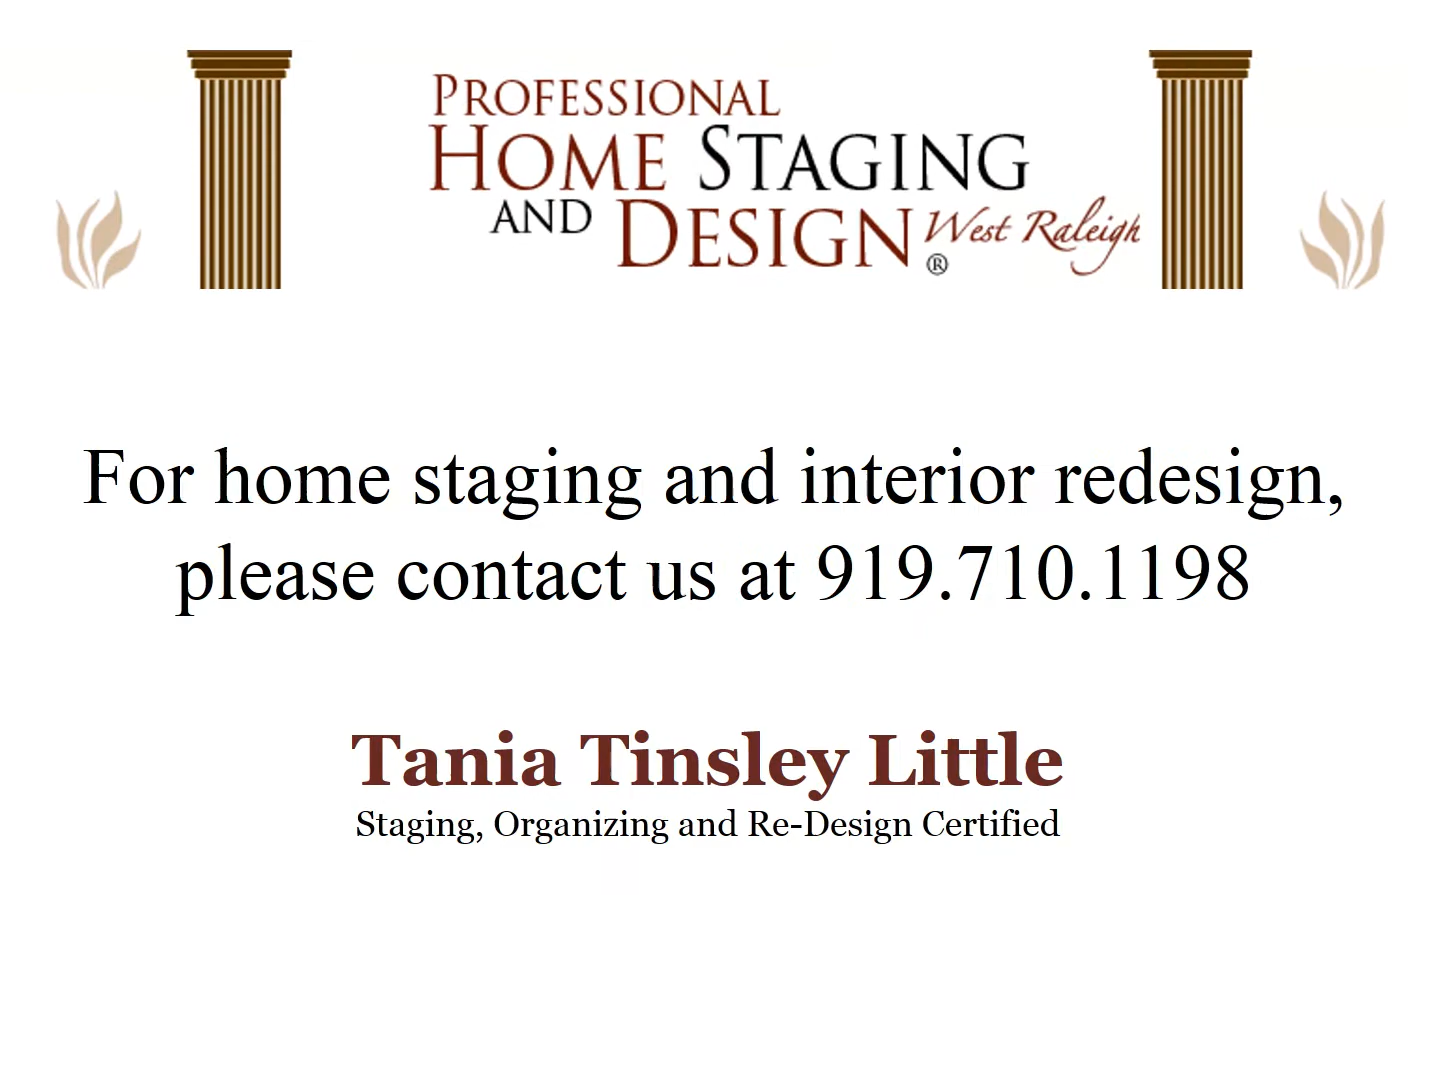 PROFESSIONAL
HOME STAGING
AND DESIGN® West Raleigh
For home staging and interior redesign,
please contact us at 919.710.1198
Tania Tinsley Little
Staging, Organizing and Re-Design Certified